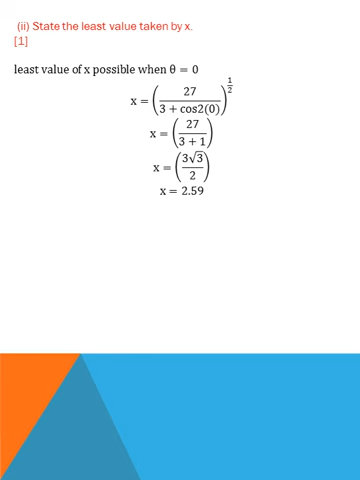 (ii) State the least value taken by x.
[1]
least value of x possible when θ = 0
x = (27 / (3 + cos2(0)))^(1/2)
x = (27 / (3 + 1))
x = (3√3 / 2)
x = 2.59